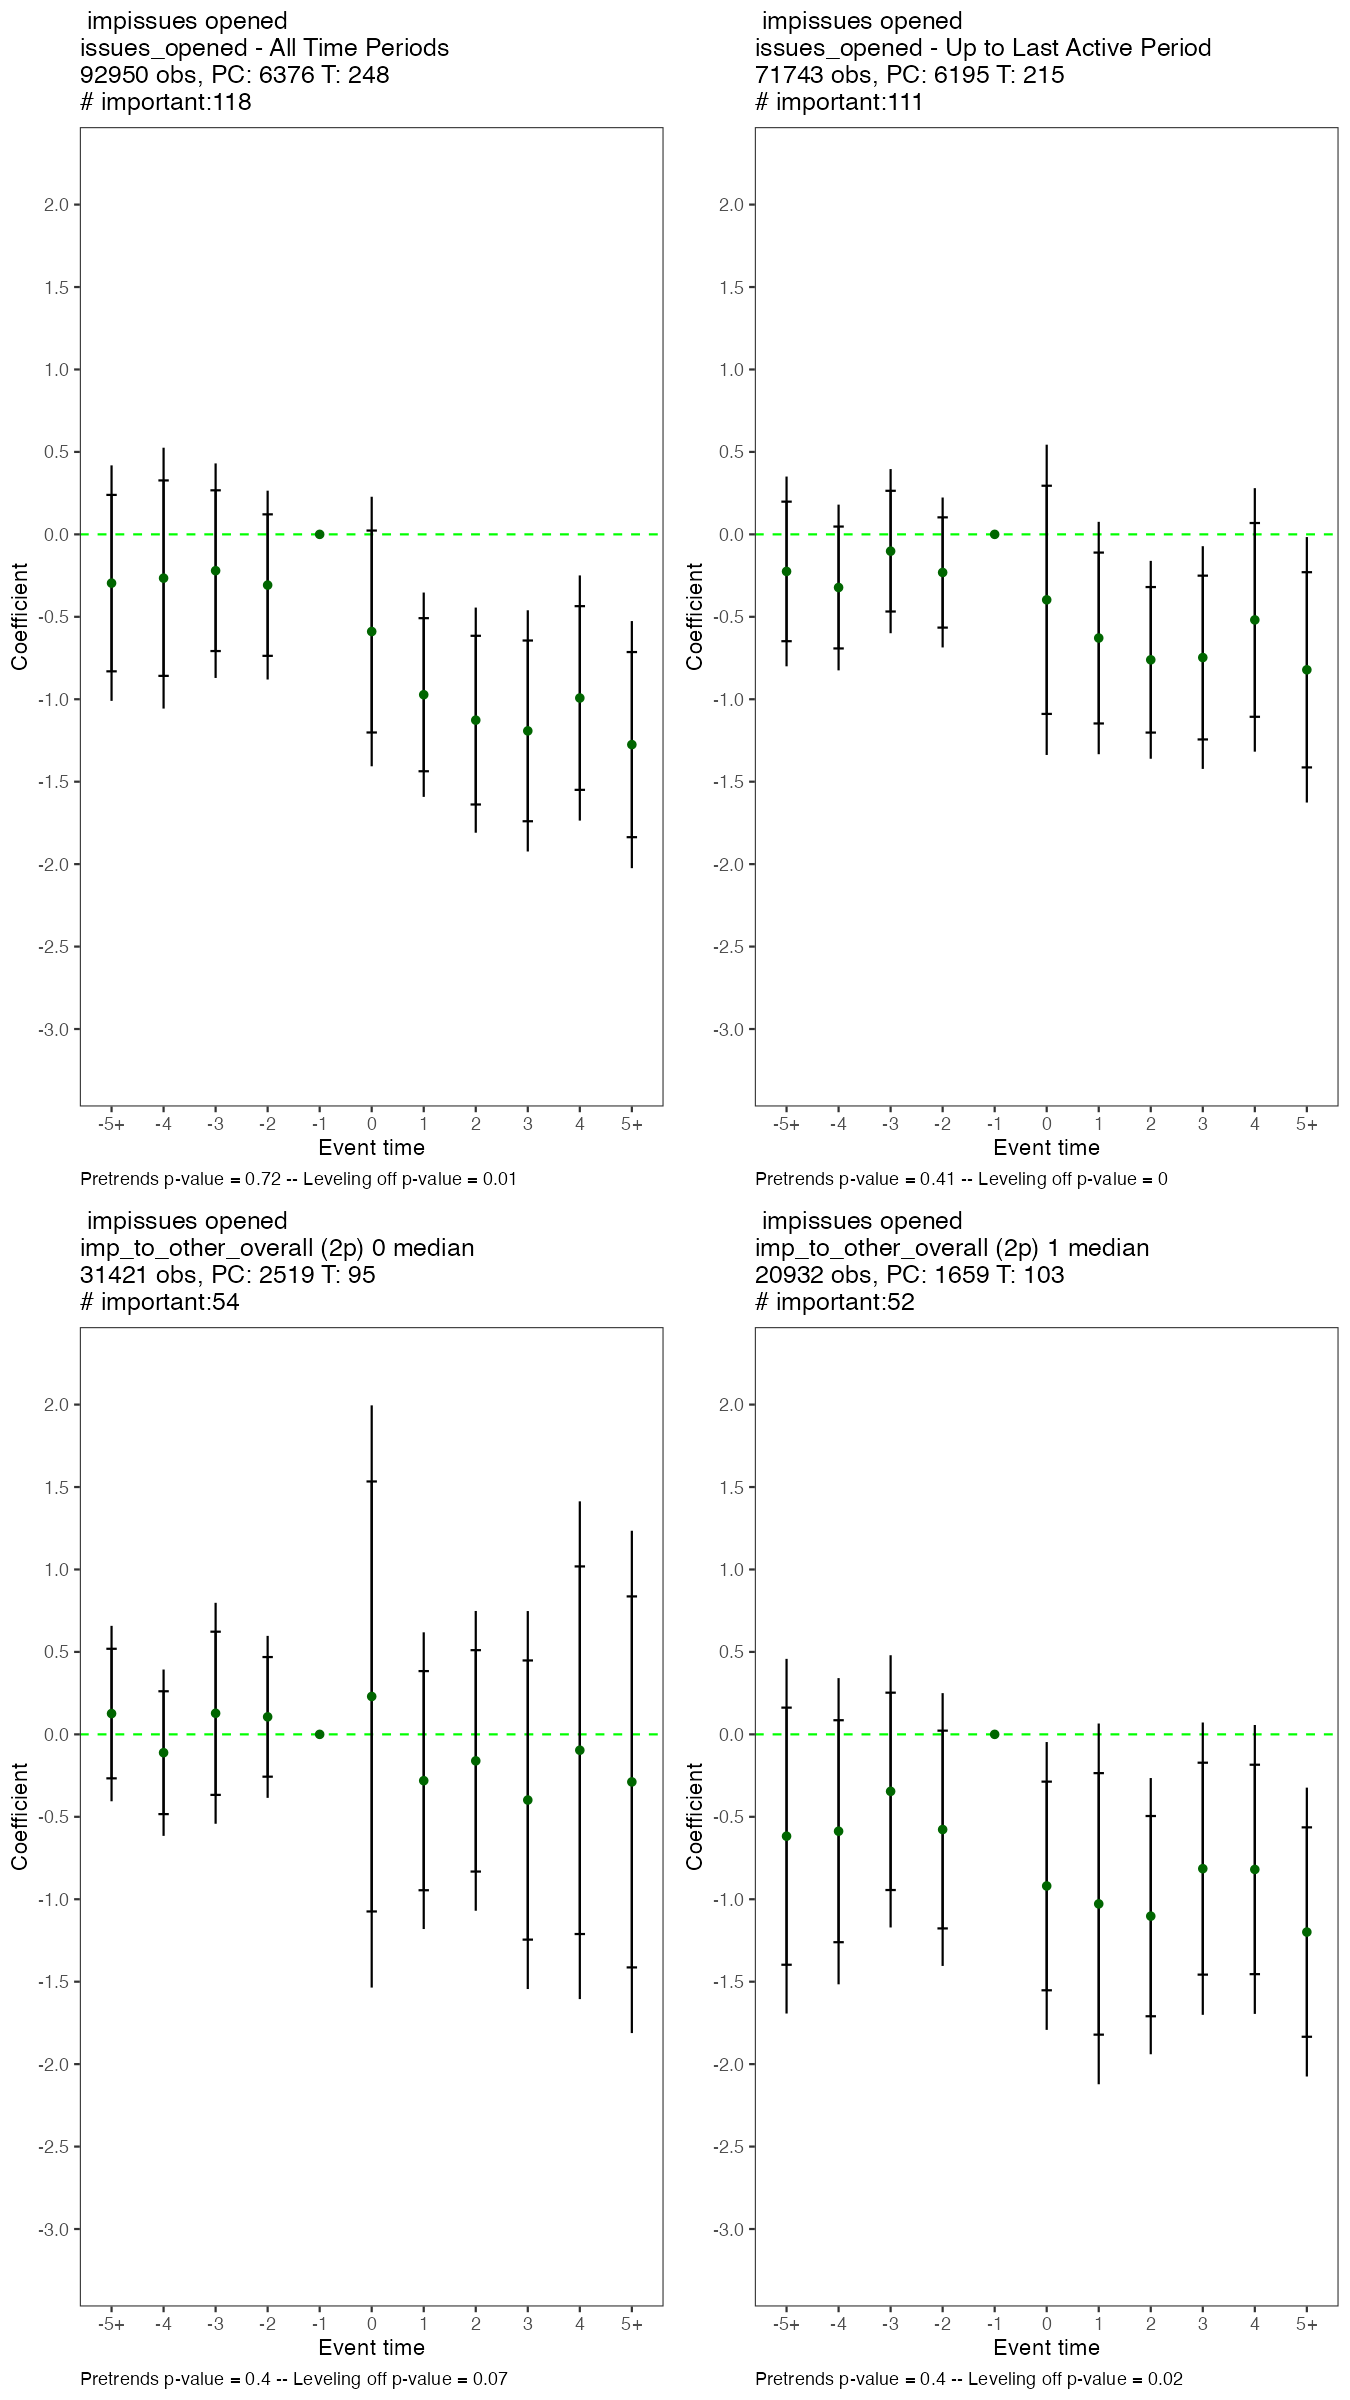 impissues opened
issues_opened - All Time Periods
92950 obs, PC: 6376 T: 248
# important:118
2.0
1.5
1.0
0.5
0.0
-0.5
-1.0
-1.5
-2.0
-2.5
-3.0
Coefficient
-5+ -4 -3 -2 -1 0 1 2 3 4 5+
Event time
Pretrends p-value = 0.72 -- Leveling off p-value = 0.01
impissues opened
issues_opened - Up to Last Active Period
71743 obs, PC: 6195 T: 215
# important:111
2.0
1.5
1.0
0.5
0.0
-0.5
-1.0
-1.5
-2.0
-2.5
-3.0
Coefficient
-5+ -4 -3 -2 -1 0 1 2 3 4 5+
Event time
Pretrends p-value = 0.41 -- Leveling off p-value = 0
impissues opened
imp_to_other_overall (2p) 0 median
31421 obs, PC: 2519 T: 95
# important:54
2.0
1.5
1.0
0.5
0.0
-0.5
-1.0
-1.5
-2.0
-2.5
-3.0
Coefficient
-5+ -4 -3 -2 -1 0 1 2 3 4 5+
Event time
Pretrends p-value = 0.4 -- Leveling off p-value = 0.07
impissues opened
imp_to_other_overall (2p) 1 median
20932 obs, PC: 1659 T: 103
# important:52
2.0
1.5
1.0
0.5
0.0
-0.5
-1.0
-1.5
-2.0
-2.5
-3.0
Coefficient
-5+ -4 -3 -2 -1 0 1 2 3 4 5+
Event time
Pretrends p-value = 0.4 -- Leveling off p-value = 0.02